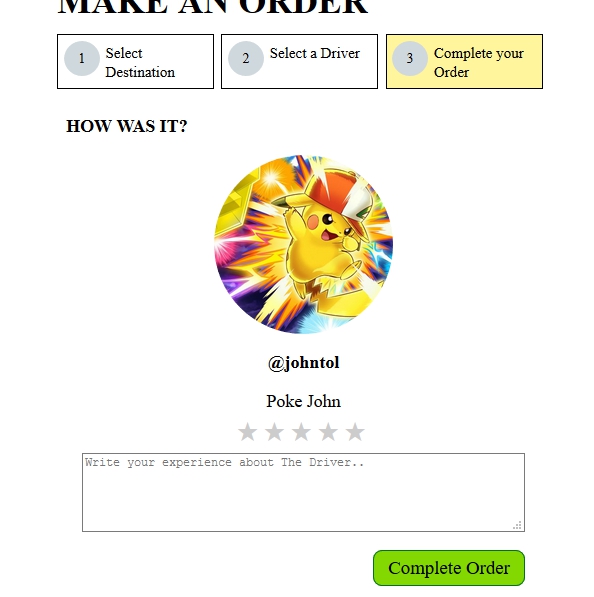 MAKE AN ORDER
1 Select Destination
2 Select a Driver
3 Complete your Order
HOW WAS IT?
@johntol
Poke John
Write your experience about The Driver..
Complete Order